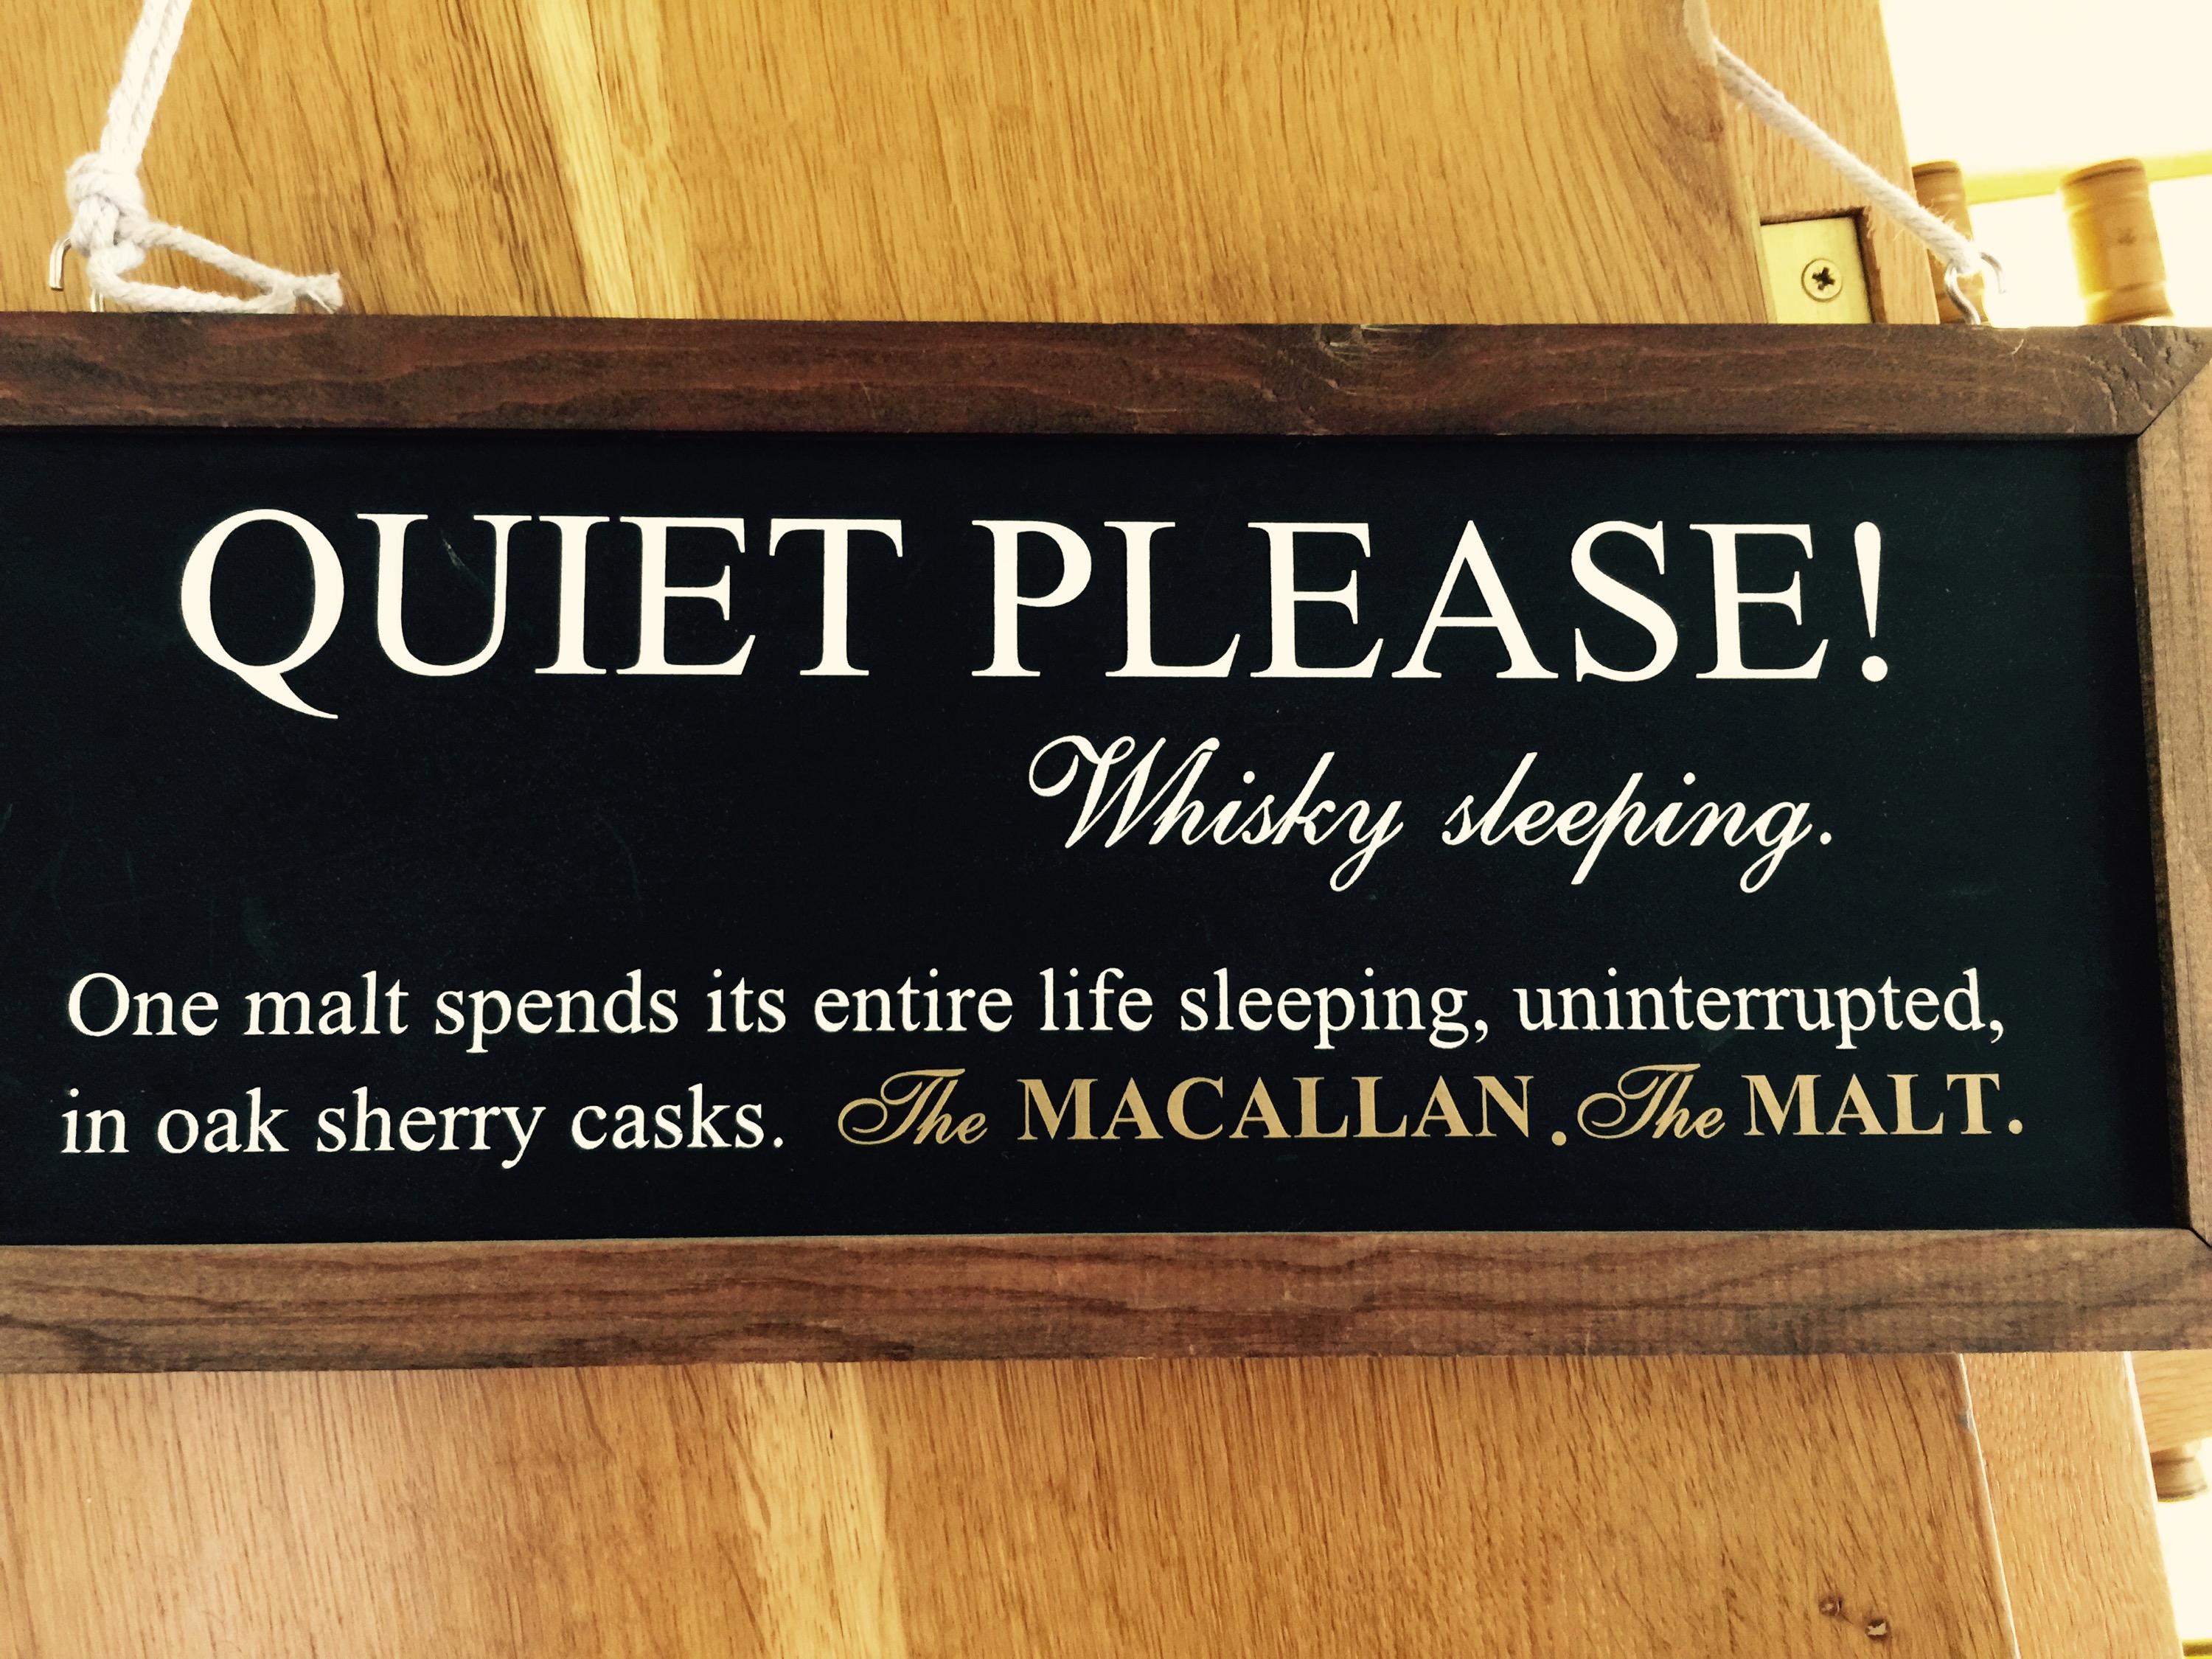 QUIET PLEASE!
Whisky sleeping.
One malt spends its entire life sleeping, uninterrupted,
in oak sherry casks. The MACALLAN. The MALT.